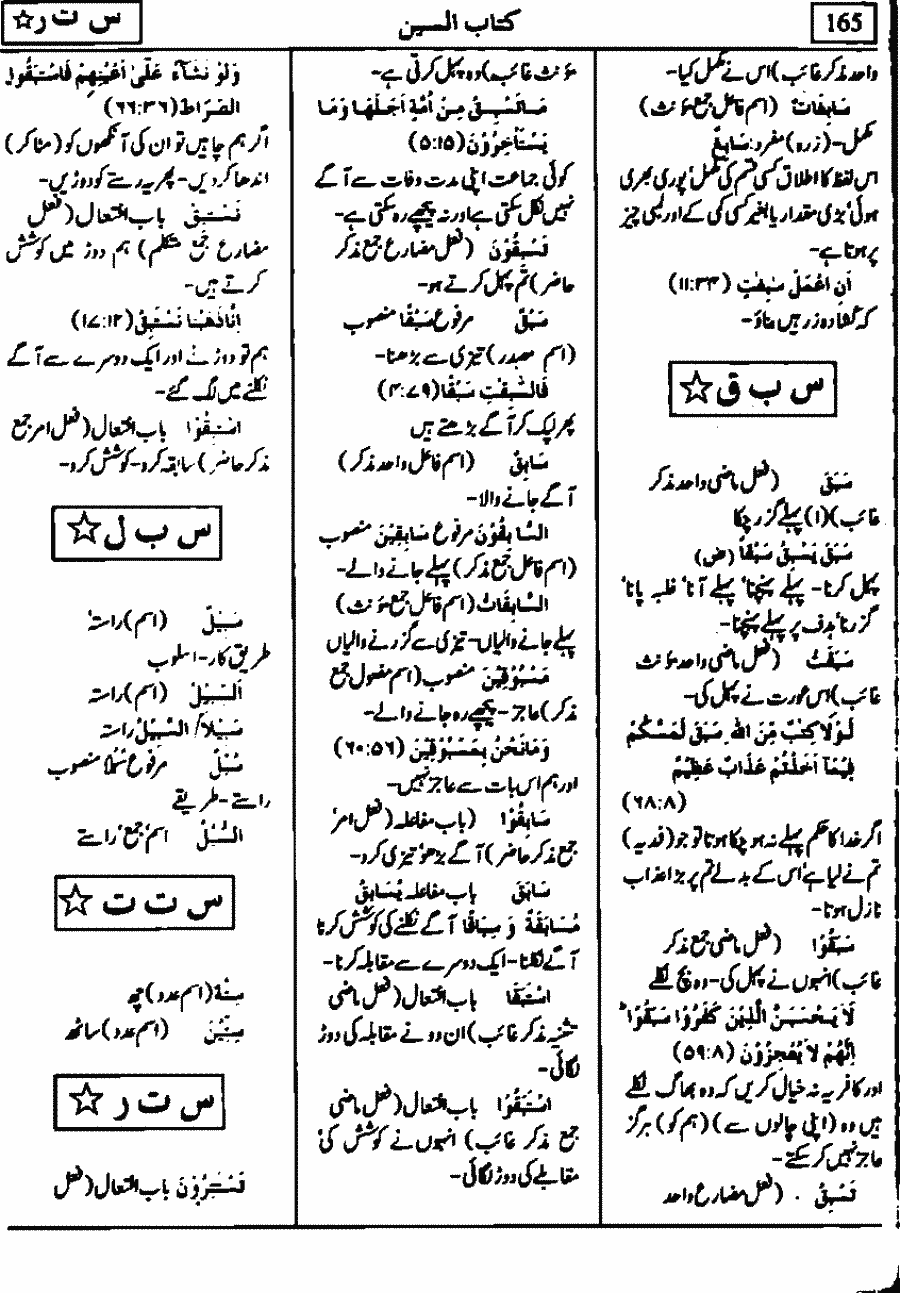 165
کتاب السین
س ت ر ☆
واحد مذکر غائب) اس نے مکمل کیا۔
سَابِغَاتٌ (اسم فاعل جمع مؤنث)
مکمل۔(زرہ) مفرد: سَابِغٌ
اس لفظ کا اطلاق کسی قسم کی مکمل' پوری بھری
ہوئی' بڑی مقدار یا بغیر کسی کمی کے اور لمبی چیز
پر ہوتا ہے۔
اَنِ اعْمَلْ سٰبِغٰتٍ (۱۱:۳۴)
کہ کشادہ زرہیں بناؤ۔
س ب ق ☆
سَبَقَ (فعل ماضی واحد مذکر
غائب) (۱) پہلے گزر چکا
سَبَقَ یَسْبِقُ سَبْقاً (ض)
پہل کرنا۔ پہلے پہنچنا' پہلے آنا' غلبہ پانا'
گزرنا' ہدف پر پہلے پہنچنا۔
سَبَقَتْ (فعل ماضی واحد مؤنث
غائب) اس عورت نے پہل کی۔
لَوْلَا کِتٰبٌ مِّنَ اللہِ سَبَقَ لَمَسَّکُمْ
فِیْمَآ اَخَذْتُمْ عَذَابٌ عَظِیْمٌ
(۶۸:۸)
اگر خدا کا حکم پہلے نہ ہو چکا ہوتا تو جو (فدیہ)
تم نے لیا ہے' اس کے بدلے تم پر بڑا عذاب
نازل ہوتا۔
سَبَقُوْا (فعل ماضی جمع مذکر
غائب) انہوں نے پہل کی۔ وہ بچ نکلے
لَا یَحْسَبَنَّ الَّذِیْنَ کَفَرُوْا سَبَقُوْا ؕ
اِنَّھُمْ لَا یُعْجِزُوْنَ (۵۹:۸)
اور کافر یہ نہ خیال کریں کہ وہ بھاگ نکلے
ہیں وہ (اپنی چالوں سے) (ہم کو) ہرگز
عاجز نہیں کر سکتے۔
تَسْبِقُ (فعل مضارع واحد
مؤنث غائب) وہ پہل کرتی ہے۔
مَا تَسْبِقُ مِنْ اُمَّۃٍ اَجَلَھَا وَ مَا
یَسْتَاْخِرُوْنَ (۵:۱۵)
کوئی جماعت اپنی مدت وفات سے آگے
نہیں نکل سکتی ہے اور نہ پیچھے رہ سکتی ہے۔
تَسْبِقُوْنَ (فعل مضارع جمع مذکر
حاضر) تم پہل کرتے ہو۔
سَبْقٌ مرفوع سَبْقًا منصوب
(اسم مصدر) تیزی سے بڑھنا۔
فَالسّٰبِقٰتِ سَبْقًا (۴:۷۹)
پھر لپک کر آگے بڑھتے ہیں
سَابِقٌ (اسم فاعل واحد مذکر)
آگے جانے والا۔
السَّابِقُوْنَ مرفوع سَابِقِیْنَ منصوب
(اسم فاعل جمع مذکر) پہلے جانے والے۔
السَّابِقَاتُ (اسم فاعل جمع مؤنث)
پہلے جانے والیاں۔ تیزی سے گزرنے والیاں
مَسْبُوْقِیْنَ منصوب (اسم مفعول جمع
مذکر) عاجز۔ پیچھے رہ جانے والے۔
وَمَا نَحْنُ بِمَسْبُوْقِیْنَ (۶۰:۵۶)
اور ہم اس بات سے عاجز نہیں۔
سَابِقُوْا (باب مفاعلہ (فعل امر'
جمع مذکر حاضر) آگے بڑھو' تیزی کرو۔
سَابَقَ باب مفاعلہ یُسَابِقُ
مُسَابَقَۃً وَ سِبَاقًا آگے نکلنے کی کوشش کرنا
آگے نکلنا۔ ایک دوسرے سے مقابلہ کرنا۔
اسْتَبَقَا باب افتعال (فعل ماضی
تثنیہ مذکر غائب) ان دو نے مقابلہ کی دوڑ
لگائی۔
اسْتَبَقُوْا باب افتعال (فعل ماضی
جمع مذکر غائب) انہوں نے کوشش کی'
مقابلے کی دوڑ لگائی۔
وَلَوْ نَشَآءُ عَلٰیٓ اَعْیُنِھِمْ فَاسْتَبَقُوا
الصِّرَاطَ (۶۶:۳۶)
اگر ہم چاہیں تو ان کی آنکھوں کو (مٹا کر)
اندھا کر دیں۔ پھر یہ رستے کو دوڑیں۔
نَسْتَبِقُ باب افتعال (فعل
مضارع جمع متکلم) ہم دوڑ میں کوشش
کرتے ہیں۔
اِنَّا ذَھَبْنَا نَسْتَبِقُ (۱۷:۱۲)
ہم تو دوڑنے اور ایک دوسرے سے آگے
نکلنے میں لگ گئے۔
اسْتَبِقُوْا باب افتعال (فعل امر جمع
مذکر حاضر) سابقہ کرو۔ کوشش کرو۔
س ب ل ☆
سَبِیْلٌ (اسم) راستہ'
طریق کار۔ اسلوب
اَلسَّبِیْلُ (اسم) راستہ
سَبِیْلاً / السَّبِیْلَ راستہ
سُبُلٌ مرفوع سُبُلًا منصوب
راستے۔ طریقے
السُّبُلُ اسم' جمع' راستے
س ت ت ☆
سِتَّۃ (اسم عدد) چھ
سِتِّیْنَ (اسم عدد) ساٹھ
س ت ر ☆
تَسْتَتِرُوْنَ باب افتعال (فعل